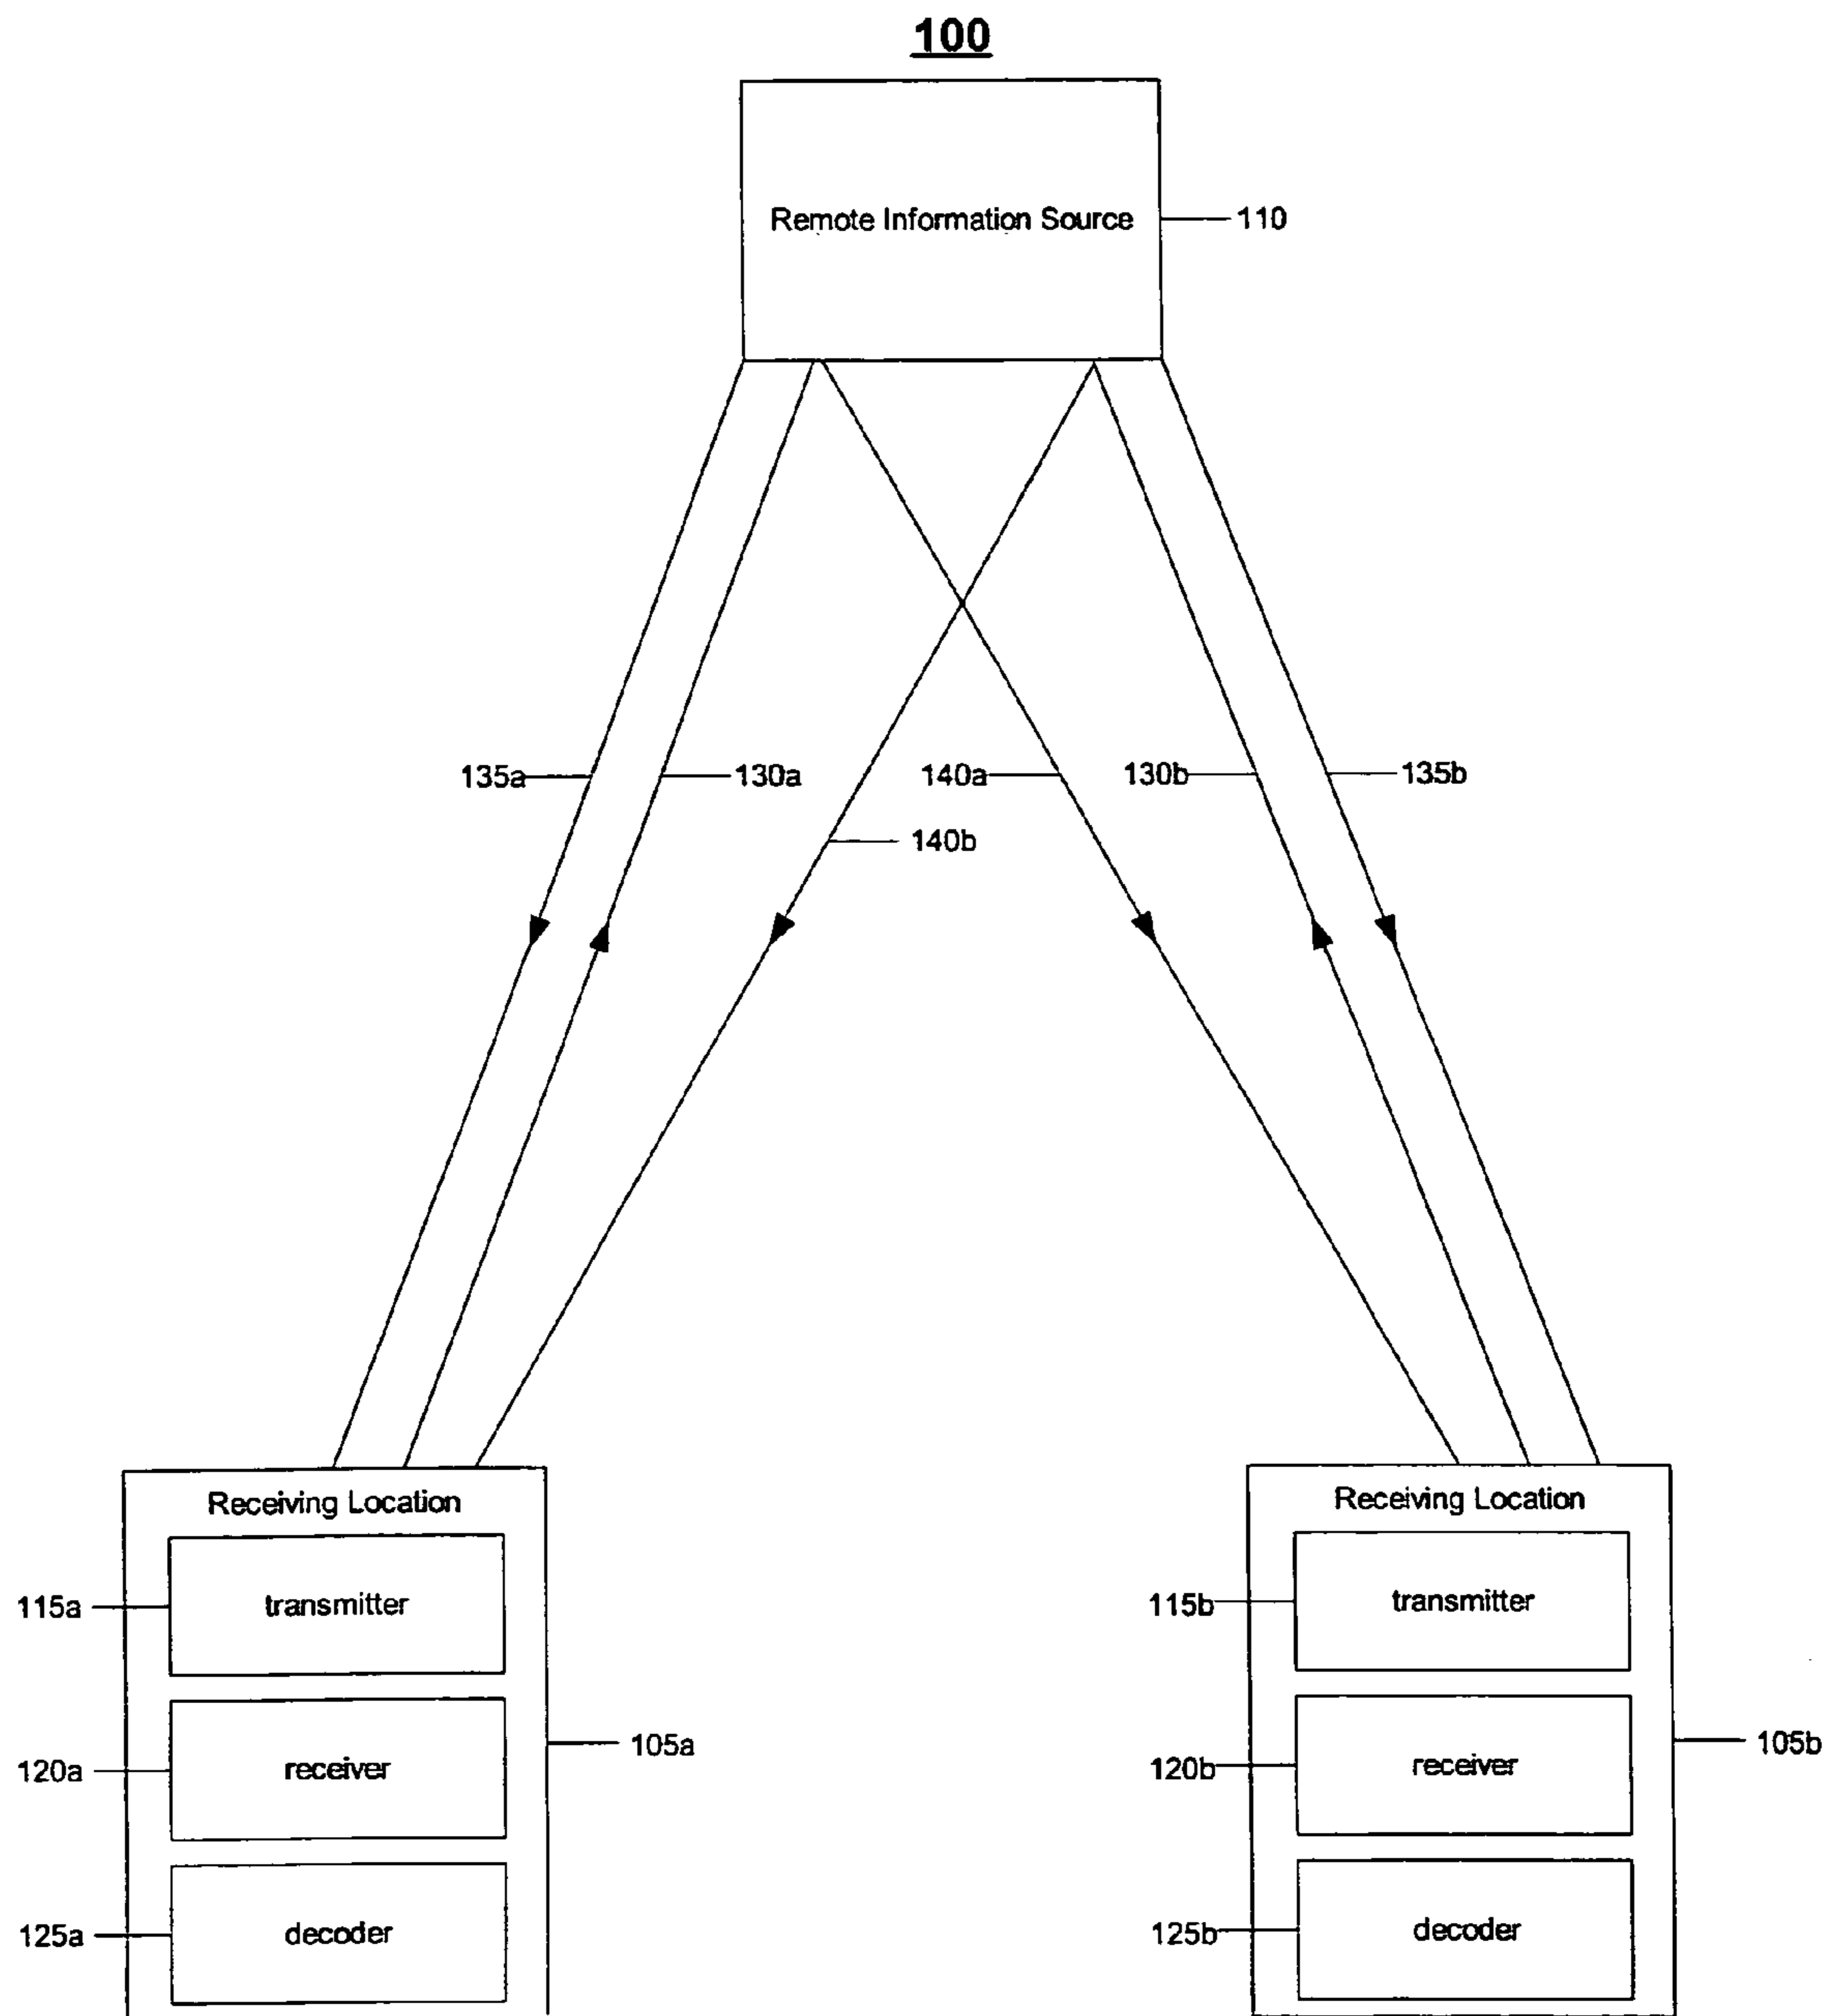 100
Remote Information Source
110
135a
130a
140a
130b
135b
140b
Receiving Location
transmitter
115a
receiver
120a
105a
decoder
125a
Receiving Location
transmitter
115b
receiver
120b
105b
decoder
125b